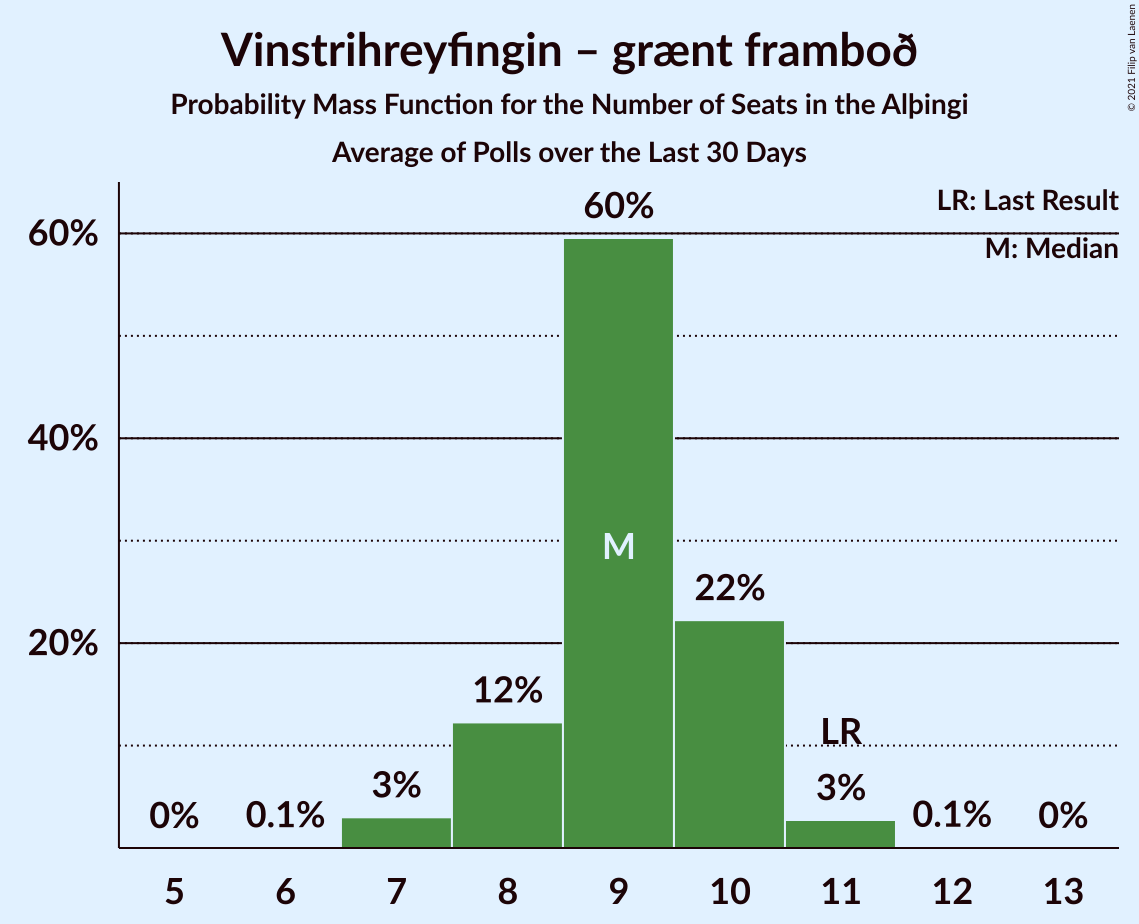 Vinstrihreyfingin – grænt framboð
Probability Mass Function for the Number of Seats in the Alþingi
Average of Polls over the Last 30 Days
© 2021 Filip van Laenen
LR: Last Result
M: Median
60%
40%
20%
0%
0.1%
3%
12%
60%
M
22%
LR
3%
0.1%
0%
5 6 7 8 9 10 11 12 13